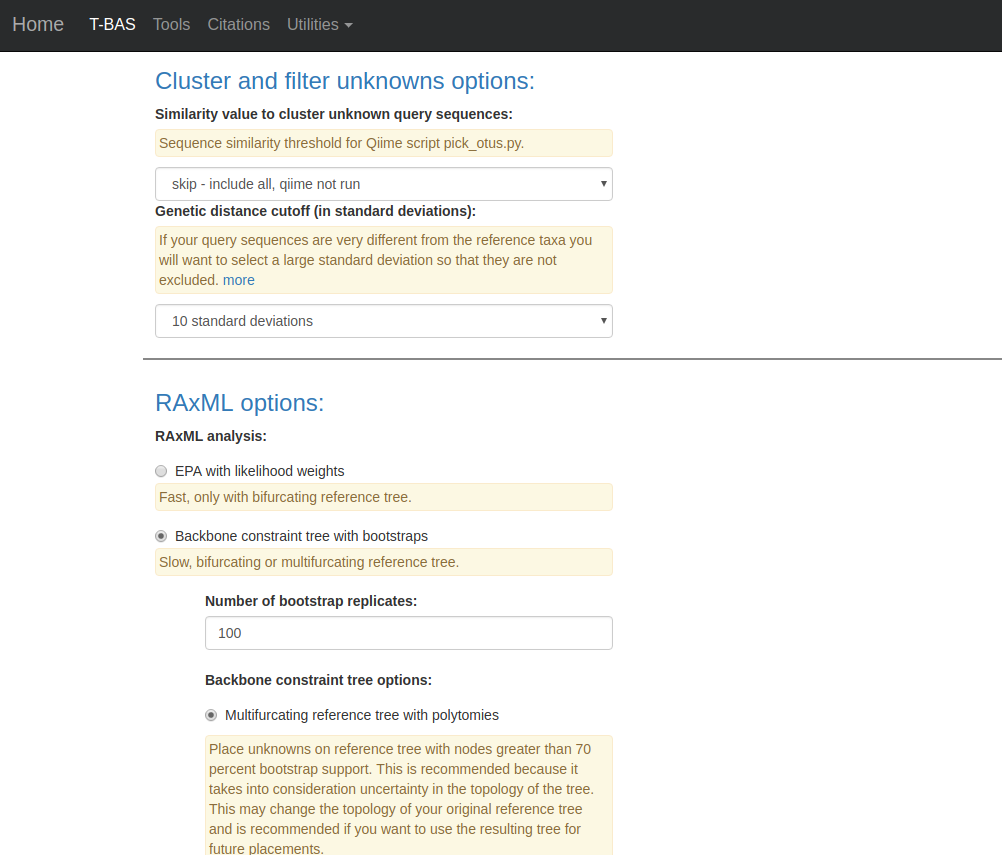 Home T-BAS Tools Citations Utilities
Cluster and filter unknowns options:
Similarity value to cluster unknown query sequences:
Sequence similarity threshold for Qiime script pick_otus.py.
skip - include all, qiime not run
Genetic distance cutoff (in standard deviations):
If your query sequences are very different from the reference taxa you
will want to select a large standard deviation so that they are not
excluded. more
10 standard deviations
RAxML options:
RAxML analysis:
EPA with likelihood weights
Fast, only with bifurcating reference tree.
Backbone constraint tree with bootstraps
Slow, bifurcating or multifurcating reference tree.
Number of bootstrap replicates:
100
Backbone constraint tree options:
Multifurcating reference tree with polytomies
Place unknowns on reference tree with nodes greater than 70
percent bootstrap support. This is recommended because it
takes into consideration uncertainty in the topology of the tree.
This may change the topology of your original reference tree
and is recommended if you want to use the resulting tree for
future placements.